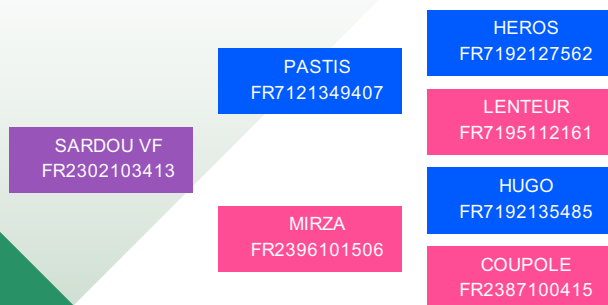 SARDOU VF
FR2302103413
PASTIS
FR7121349407
MIRZA
FR2396101506
HEROS
FR7192127562
LENTEUR
FR7195112161
HUGO
FR7192135485
COUPOLE
FR2387100415